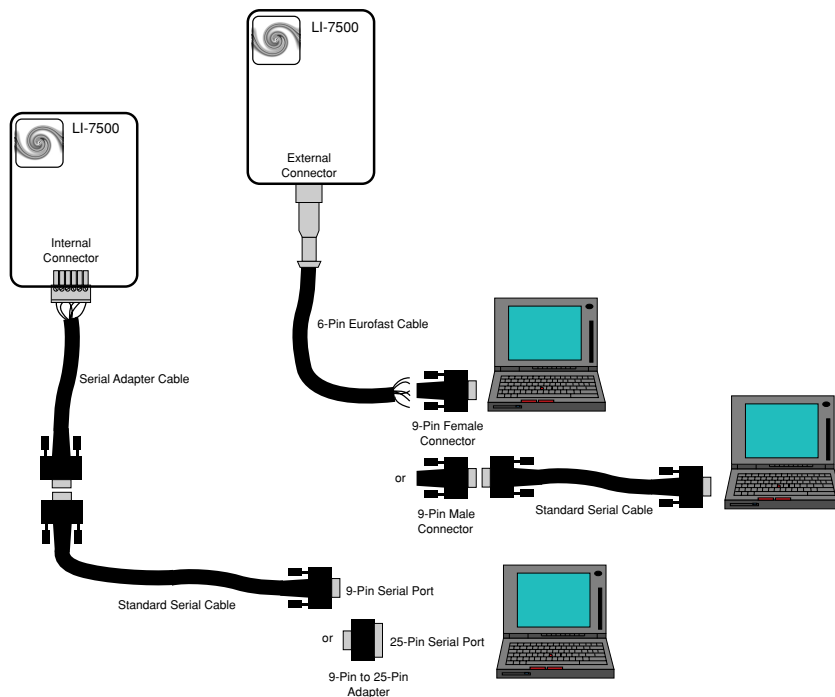 LI-7500
External
Connector
LI-7500
Internal
Connector
6-Pin Eurofast Cable
Serial Adapter Cable
9-Pin Female
Connector
or
9-Pin Male
Connector
Standard Serial Cable
Standard Serial Cable
9-Pin Serial Port
or
25-Pin Serial Port
9-Pin to 25-Pin
Adapter